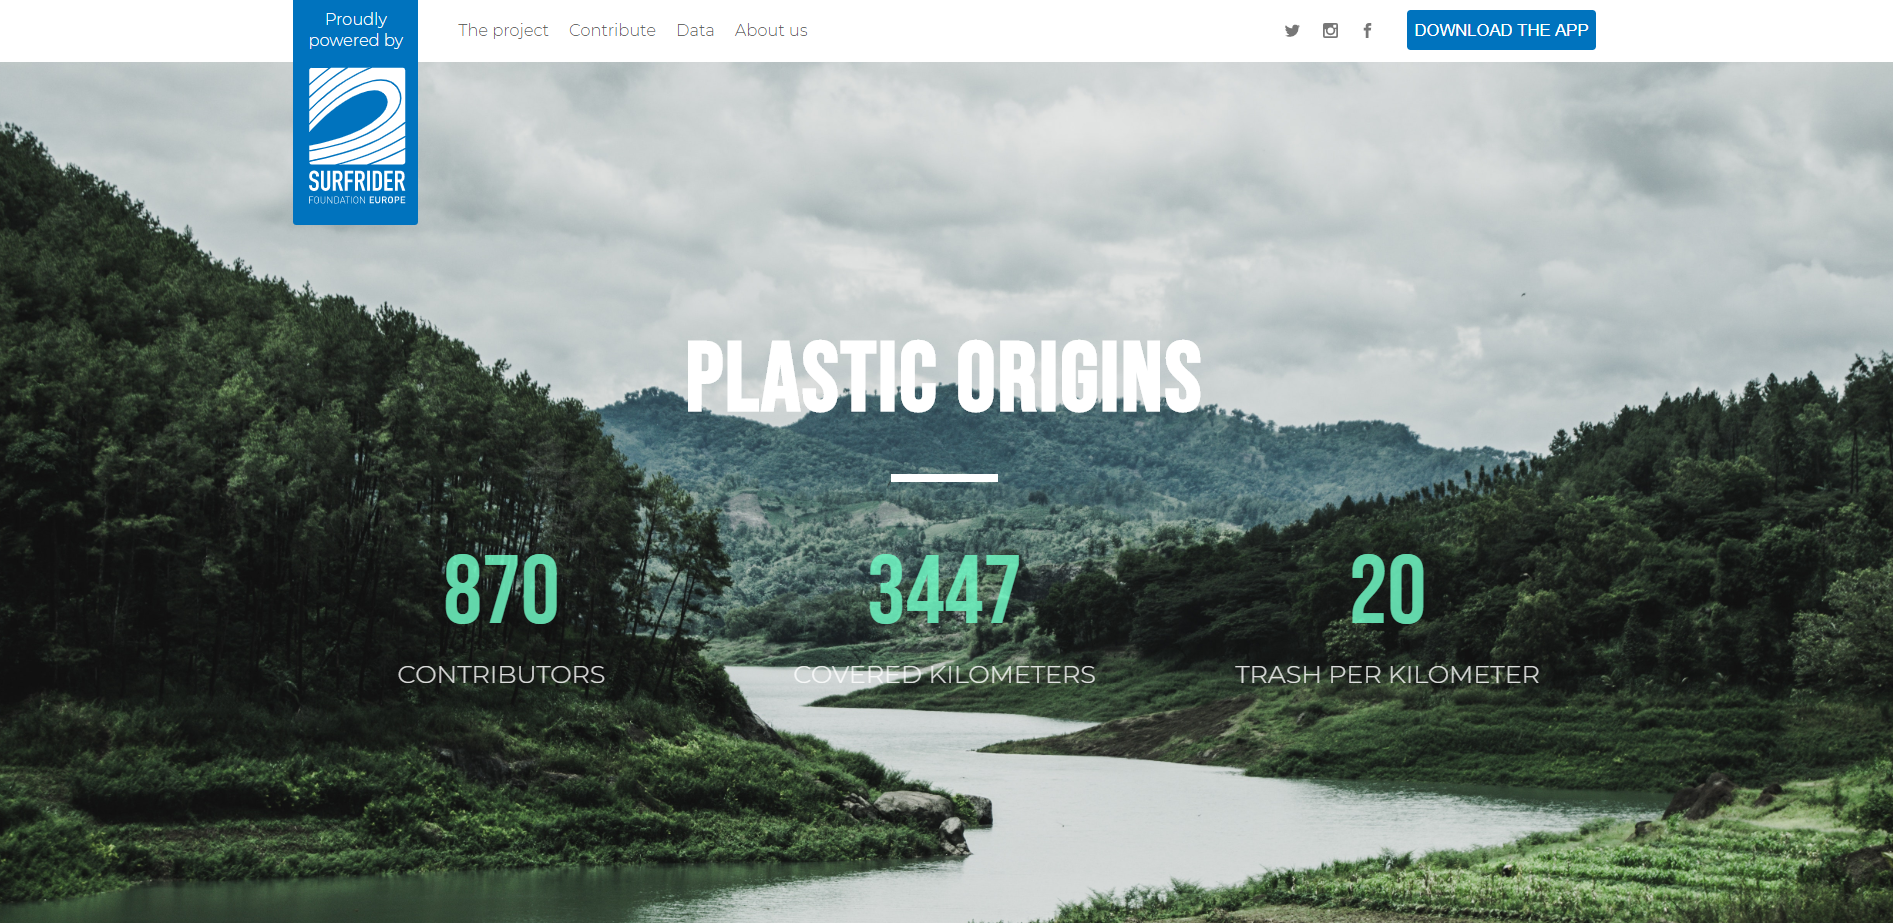 Proudly
powered by
SURFRIDER
FOUNDATION EUROPE
The project
Contribute
Data
About us
DOWNLOAD THE APP
PLASTIC ORIGINS
870
CONTRIBUTORS
3447
COVERED KILOMETERS
20
TRASH PER KILOMETER